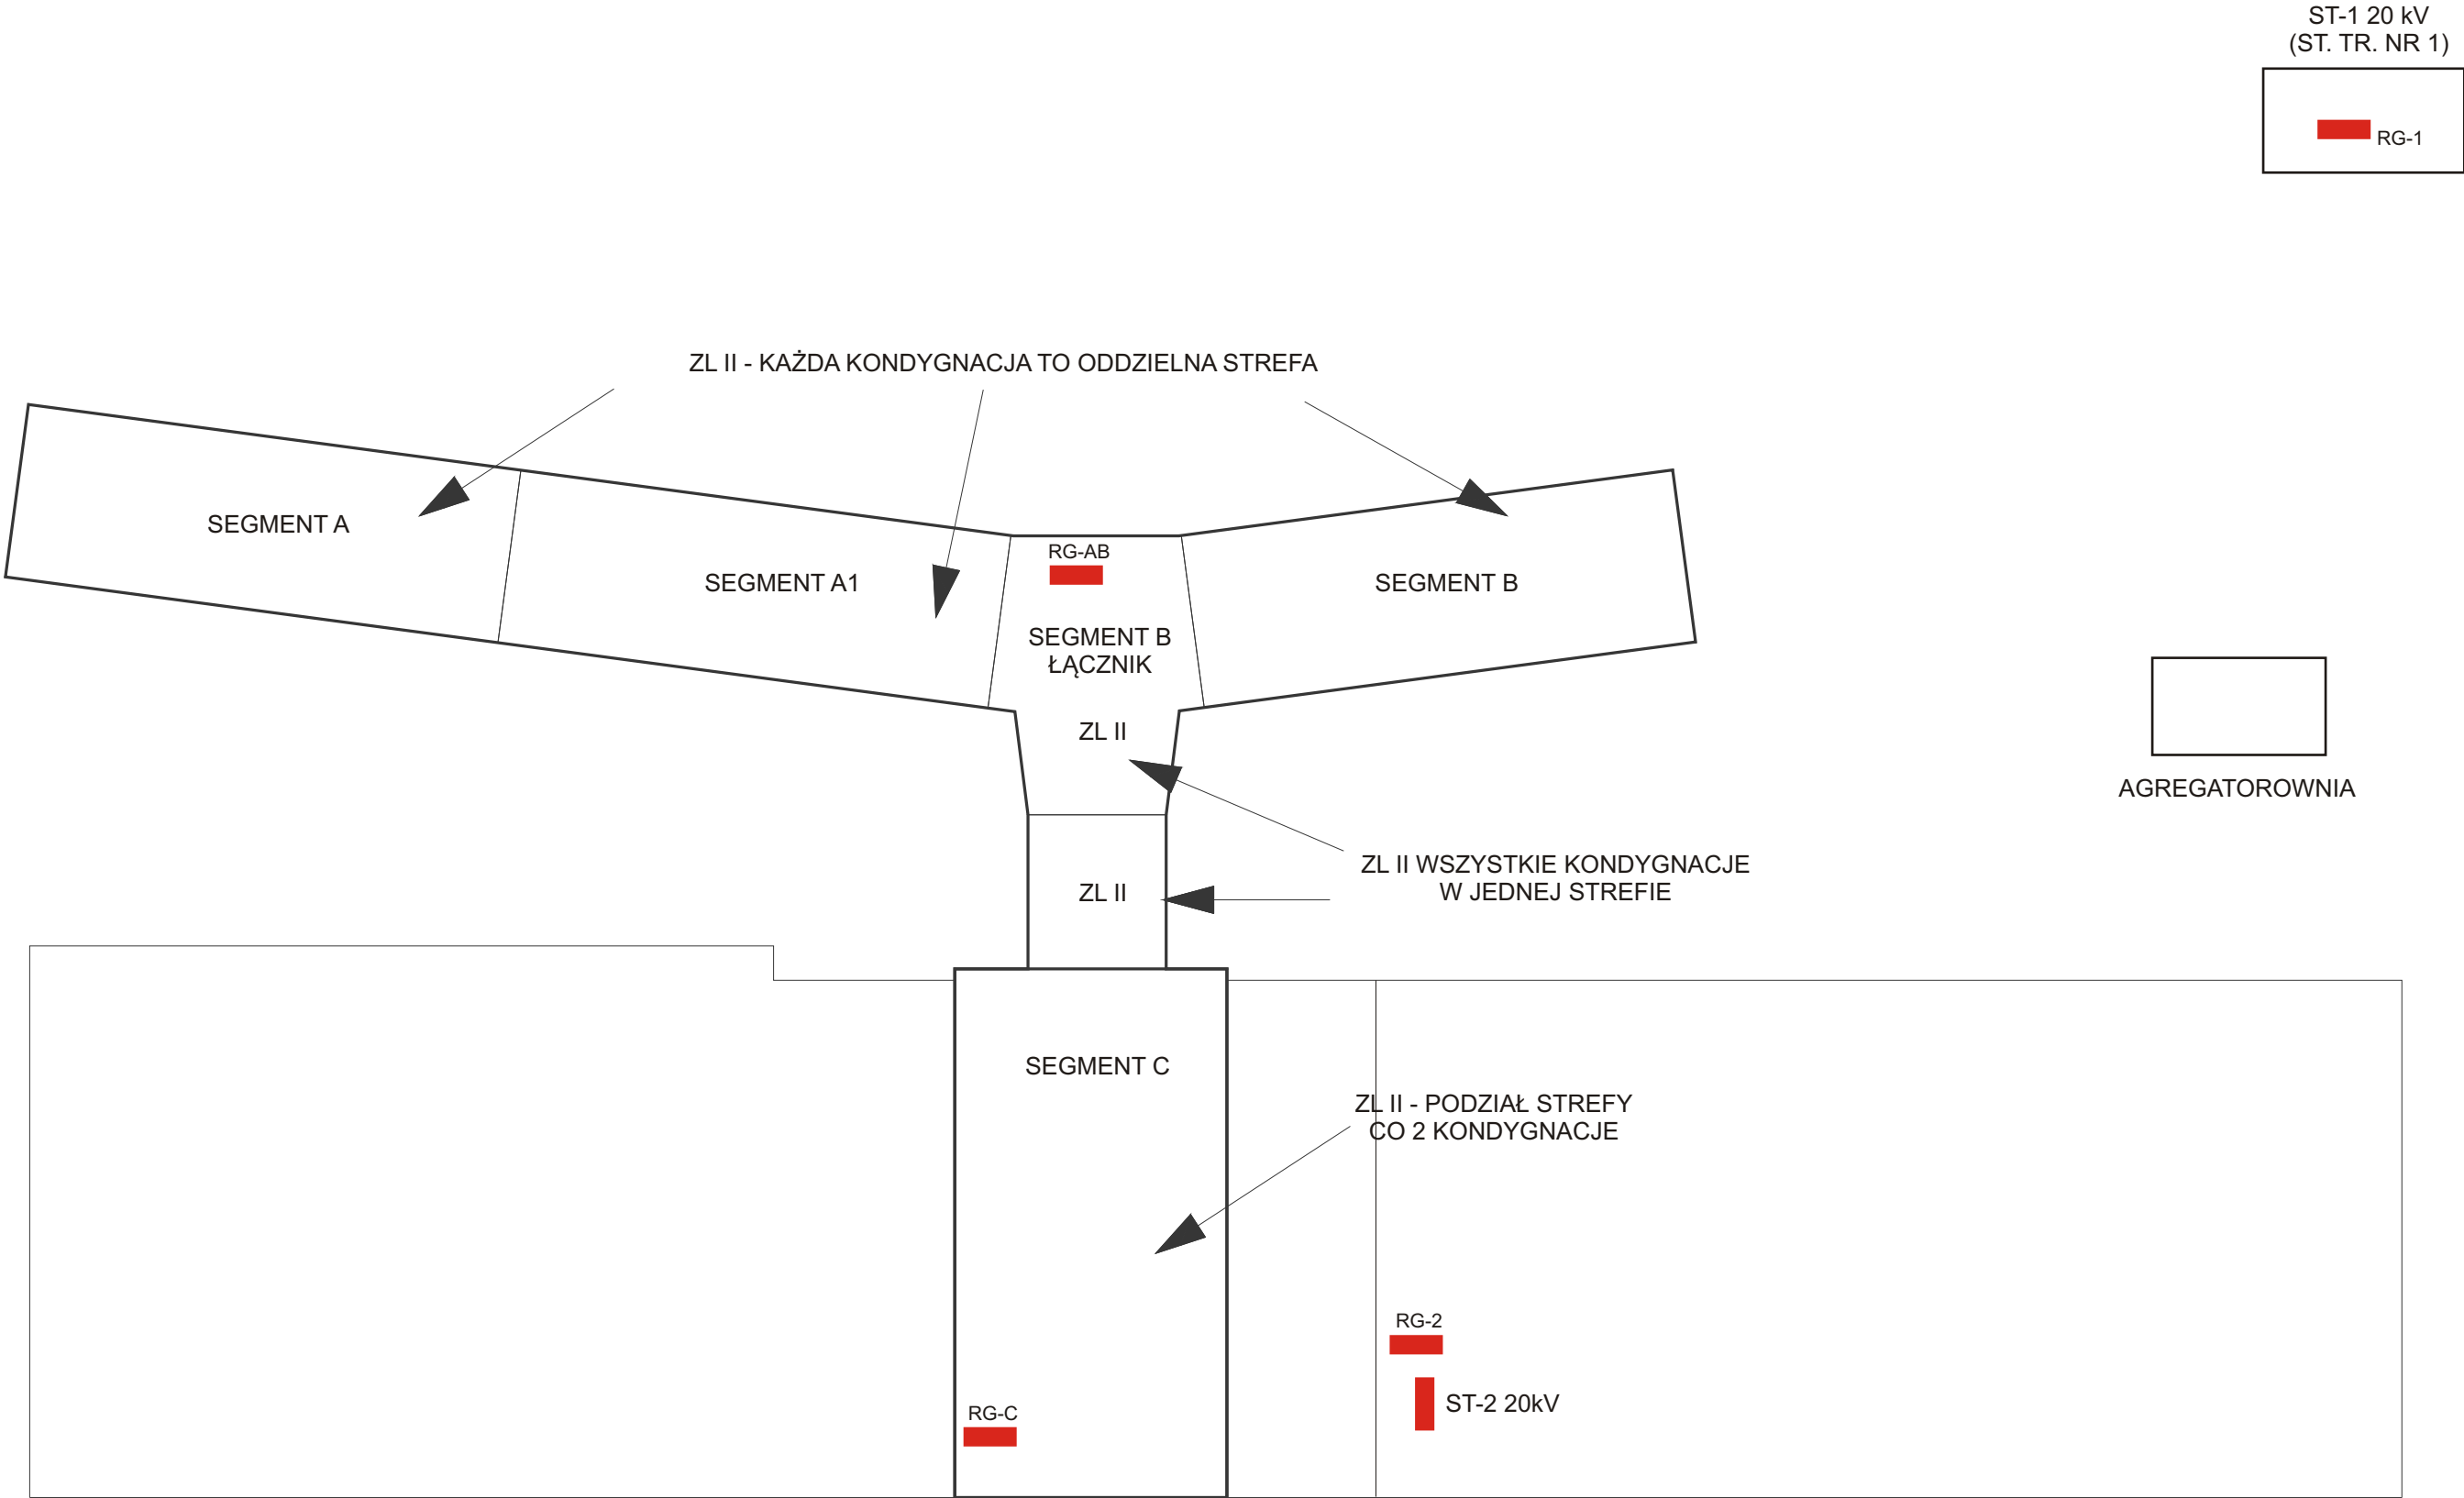 ST-1 20 kV
(ST. TR. NR 1)
RG-1
ZL II - KAŻDA KONDYGNACJA TO ODDZIELNA STREFA
SEGMENT A
SEGMENT A1
RG-AB
SEGMENT B
ŁĄCZNIK
SEGMENT B
ZL II
AGREGATOROWNIA
ZL II WSZYSTKIE KONDYGNACJE
W JEDNEJ STREFIE
ZL II
SEGMENT C
ZL II - PODZIAŁ STREFY
CO 2 KONDYGNACJE
RG-2
ST-2 20kV
RG-C